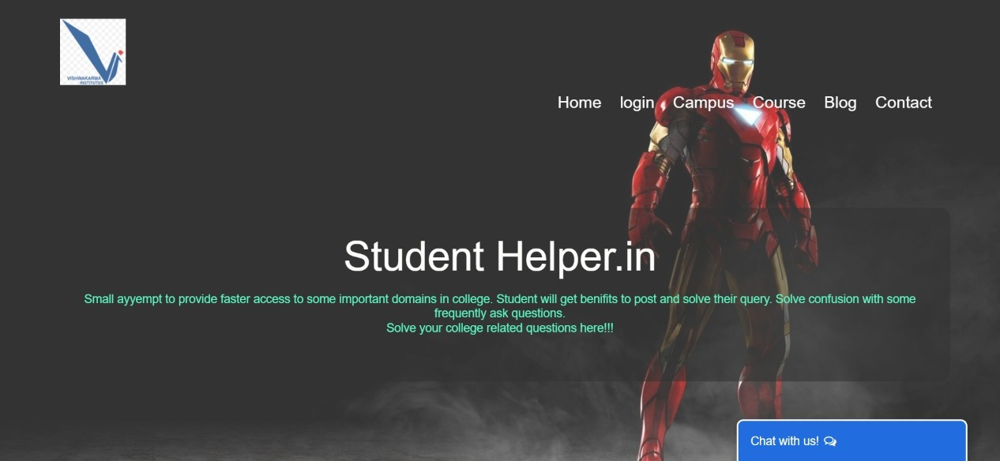 VISHWAKARMA
INSTITUTES
Home login Campus Course Blog Contact
Student Helper.in
Small ayyempt to provide faster access to some important domains in college. Student will get benifits to post and solve their query. Solve confusion with some
frequently ask questions.
Solve your college related questions here!!!
Chat with us!